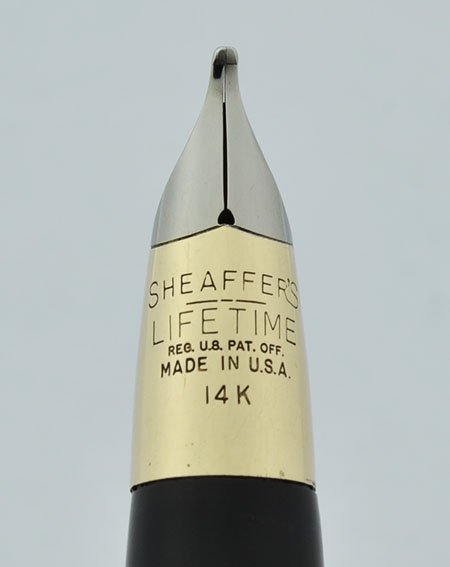 SHEAFFER'S
LIFETIME
REG. U.S. PAT. OFF.
MADE IN U.S.A.
14K